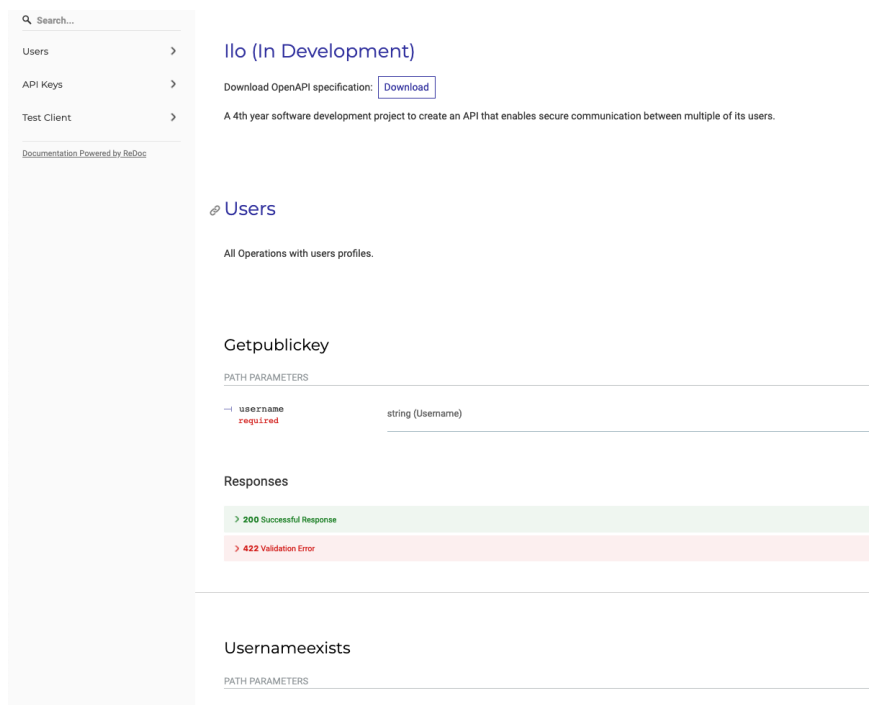 Search...
Users
API Keys
Test Client
Documentation Powered by ReDoc
Ilo (In Development)
Download OpenAPI specification: Download
A 4th year software development project to create an API that enables secure communication between multiple of its users.
Users
All Operations with users profiles.
Getpublickey
PATH PARAMETERS
username
required
string (Username)
Responses
200 Successful Response
422 Validation Error
Usernameexists
PATH PARAMETERS